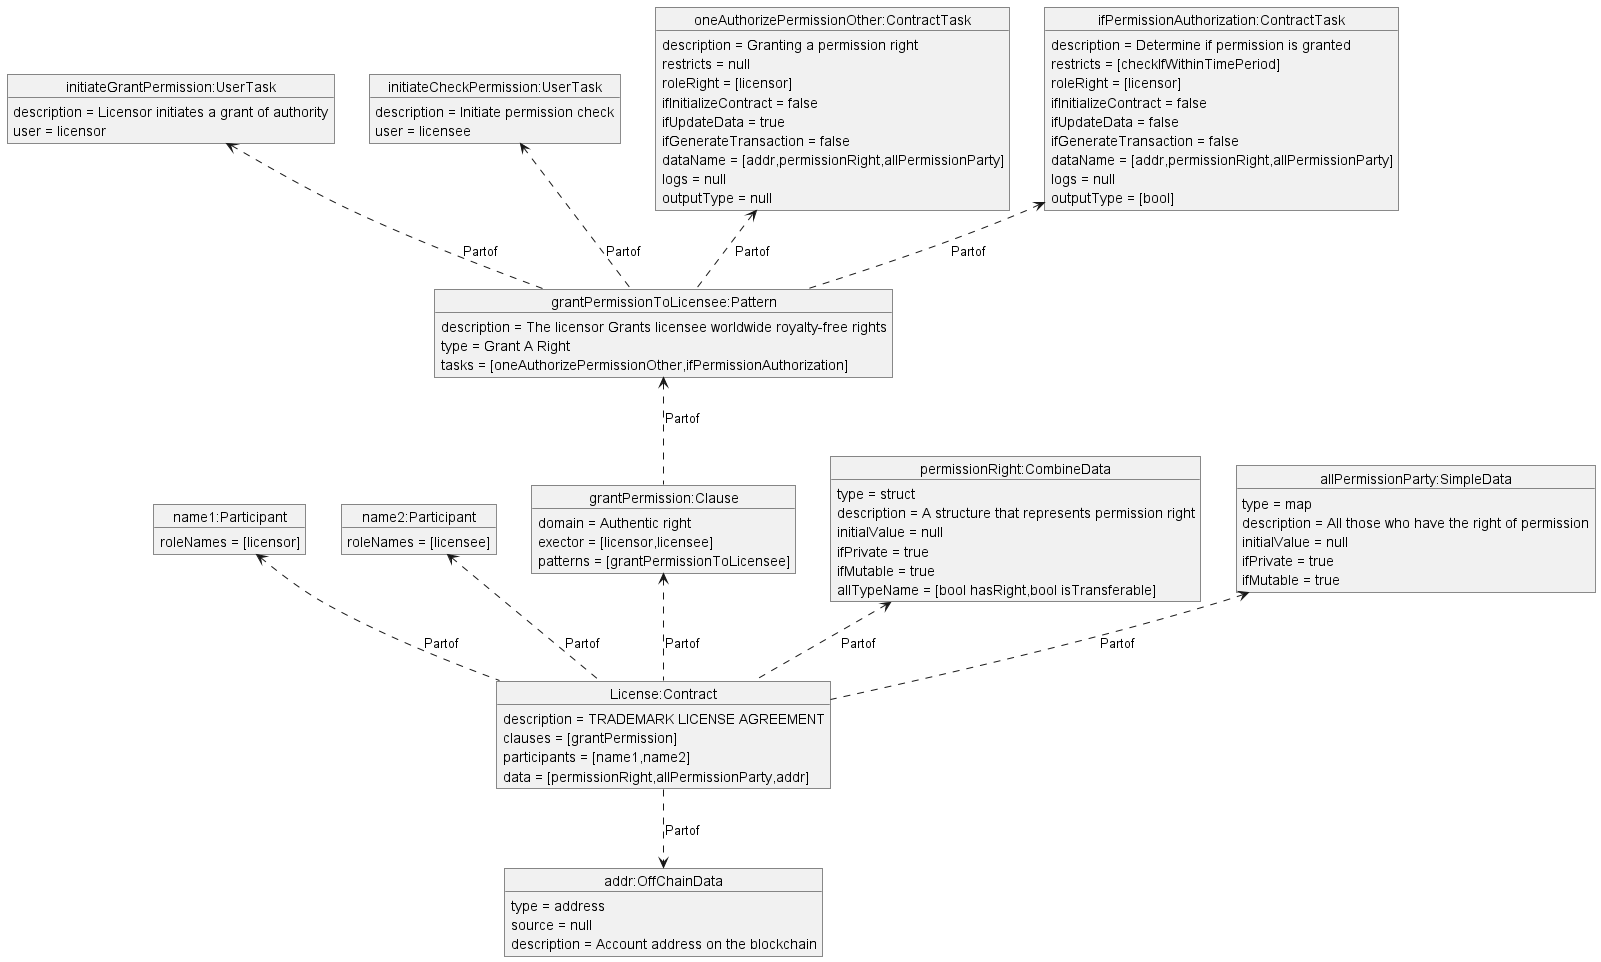 initiateGrantPermission:UserTask
description = Licensor initiates a grant of authority
user = licensor
initiateCheckPermission:UserTask
description = Initiate permission check
user = licensee
oneAuthorizePermissionOther:ContractTask
description = Granting a permission right
restricts = null
roleRight = [licensor]
ifInitializeContract = false
ifUpdateData = true
ifGenerateTransaction = false
dataName = [addr,permissionRight,allPermissionParty]
logs = null
outputType = null
ifPermissionAuthorization:ContractTask
description = Determine if permission is granted
restricts = [checkIfWithinTimePeriod]
roleRight = [licensor]
ifInitializeContract = false
ifUpdateData = false
ifGenerateTransaction = false
dataName = [addr,permissionRight,allPermissionParty]
logs = null
outputType = [bool]
Partof
Partof
Partof
Partof
grantPermissionToLicensee:Pattern
description = The licensor Grants licensee worldwide royalty-free rights
type = Grant A Right
tasks = [oneAuthorizePermissionOther,ifPermissionAuthorization]
Partof
name1:Participant
roleNames = [licensor]
name2:Participant
roleNames = [licensee]
grantPermission:Clause
domain = Authentic right
exector = [licensor,licensee]
patterns = [grantPermissionToLicensee]
permissionRight:CombineData
type = struct
description = A structure that represents permission right
initialValue = null
ifPrivate = true
ifMutable = true
allTypeName = [bool hasRight,bool isTransferable]
allPermissionParty:SimpleData
type = map
description = All those who have the right of permission
initialValue = null
ifPrivate = true
ifMutable = true
Partof
Partof
Partof
Partof
Partof
License:Contract
description = TRADEMARK LICENSE AGREEMENT
clauses = [grantPermission]
participants = [name1,name2]
data = [permissionRight,allPermissionParty,addr]
Partof
addr:OffChainData
type = address
source = null
description = Account address on the blockchain